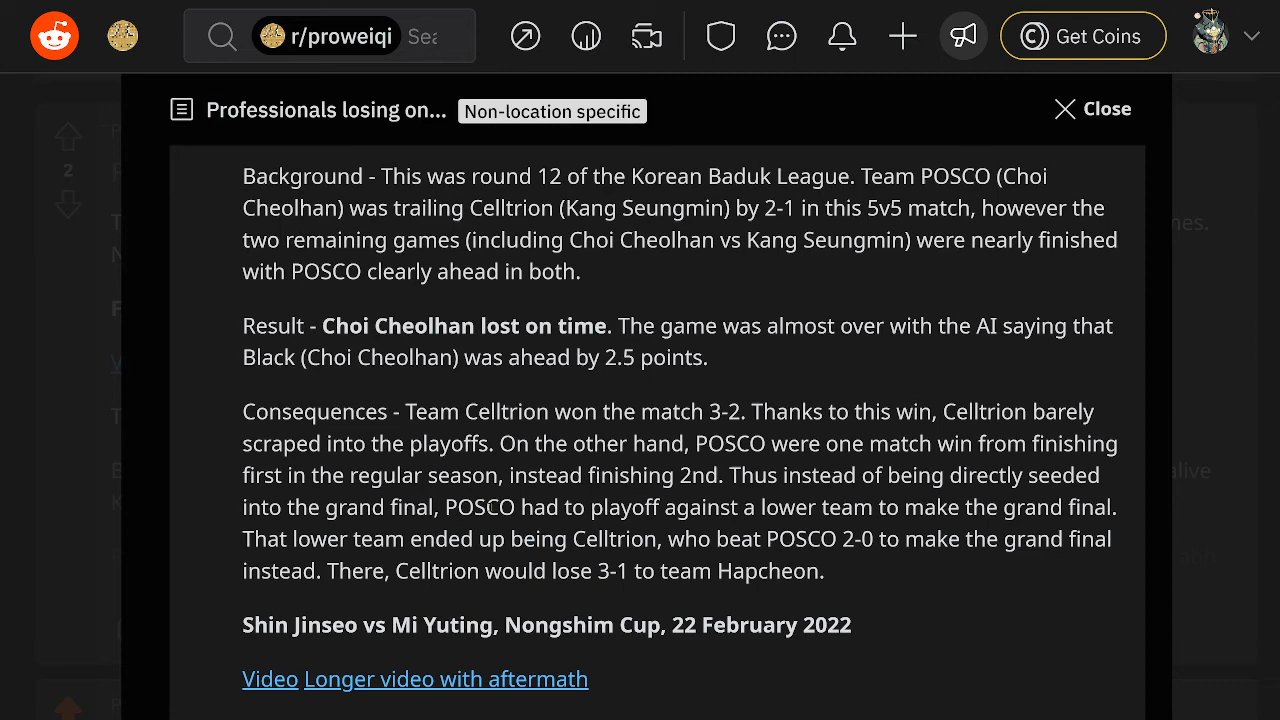 r/proweiqi Sea
Get Coins
Professionals losing on... Non-location specific Close
2
Background - This was round 12 of the Korean Baduk League. Team POSCO (Choi
Cheolhan) was trailing Celltrion (Kang Seungmin) by 2-1 in this 5v5 match, however the
two remaining games (including Choi Cheolhan vs Kang Seungmin) were nearly finished
with POSCO clearly ahead in both.
Result - Choi Cheolhan lost on time. The game was almost over with the AI saying that
Black (Choi Cheolhan) was ahead by 2.5 points.
Consequences - Team Celltrion won the match 3-2. Thanks to this win, Celltrion barely
scraped into the playoffs. On the other hand, POSCO were one match win from finishing
first in the regular season, instead finishing 2nd. Thus instead of being directly seeded
into the grand final, POSCO had to playoff against a lower team to make the grand final.
That lower team ended up being Celltrion, who beat POSCO 2-0 to make the grand final
instead. There, Celltrion would lose 3-1 to team Hapcheon.
Shin Jinseo vs Mi Yuting, Nongshim Cup, 22 February 2022
Video Longer video with aftermath